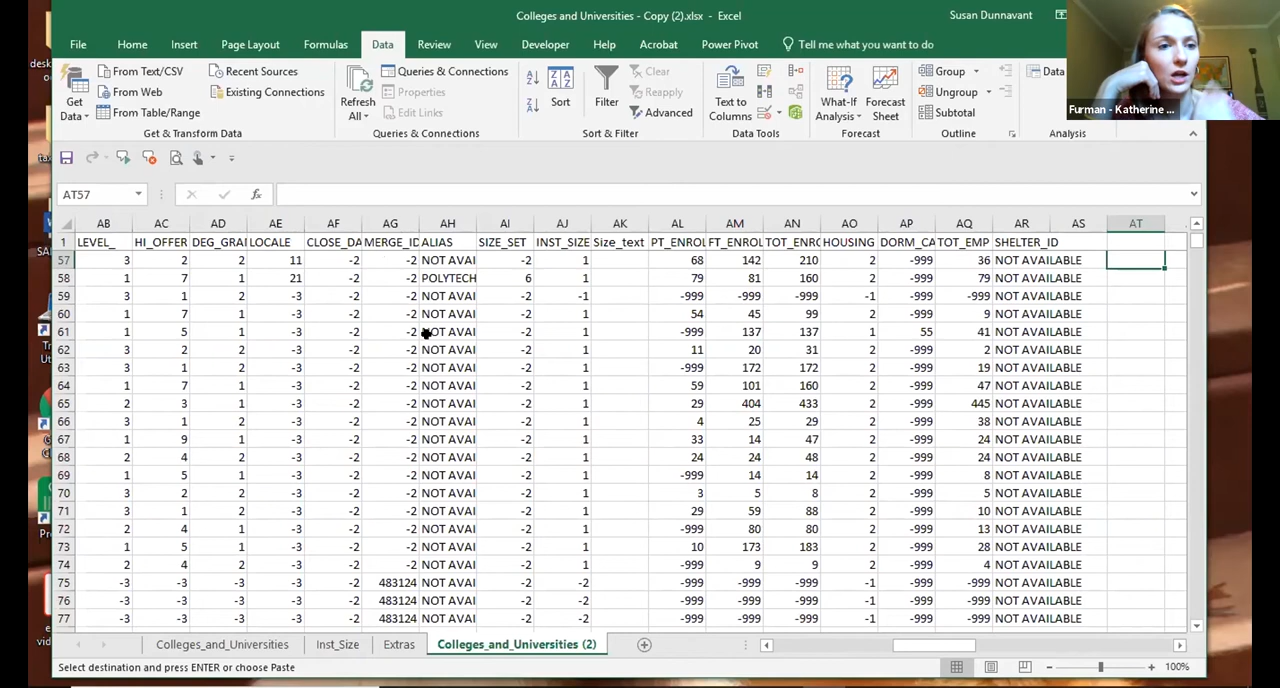 Colleges and Universities - Copy (2).xlsx - Excel
Susan Dunnavant
File Home Insert Page Layout Formulas Data Review View Developer Help Acrobat Power Pivot Tell me what you want to do
Furman - Katherine ...
From Text/CSV Recent Sources Queries & Connections Clear Group Data
Get Data From Web Existing Connections Refresh All Properties Sort Filter Reapply Text to Columns What-If Analysis Forecast Sheet Ungroup
From Table/Range Edit Links Advanced Subtotal
Get & Transform Data Queries & Connections Sort & Filter Data Tools Forecast Outline Analysis
AT57 fx
AB AC AD AE AF AG AH AI AJ AK AL AM AN AO AP AQ AR AS AT
1 LEVEL_ HI_OFFER DEG_GRAI LOCALE CLOSE_DA MERGE_ID ALIAS SIZE_SET INST_SIZE Size_text PT_ENROL FT_ENROL TOT_ENRO HOUSING DORM_CA TOT_EMP SHELTER_ID
57 3 2 2 11 -2 -2 NOT AVAI -2 1 68 142 210 2 -999 36 NOT AVAILABLE
58 1 7 1 21 -2 -2 POLYTECH 6 1 79 81 160 2 -999 79 NOT AVAILABLE
59 3 1 2 -3 -2 -2 NOT AVAI -2 -1 -999 -999 -999 -1 -999 -999 NOT AVAILABLE
60 1 7 1 -3 -2 -2 NOT AVAI -2 1 54 45 99 2 -999 9 NOT AVAILABLE
61 1 5 1 -3 -2 -2 NOT AVAI -2 1 -999 137 137 1 55 41 NOT AVAILABLE
62 3 2 2 -3 -2 -2 NOT AVAI -2 1 11 20 31 2 -999 2 NOT AVAILABLE
63 3 1 2 -3 -2 -2 NOT AVAI -2 1 -999 172 172 2 -999 19 NOT AVAILABLE
64 1 7 1 -3 -2 -2 NOT AVAI -2 1 59 101 160 2 -999 47 NOT AVAILABLE
65 2 3 1 -3 -2 -2 NOT AVAI -2 1 29 404 433 2 -999 445 NOT AVAILABLE
66 3 1 2 -3 -2 -2 NOT AVAI -2 1 4 25 29 2 -999 38 NOT AVAILABLE
67 1 9 1 -3 -2 -2 NOT AVAI -2 1 33 14 47 2 -999 24 NOT AVAILABLE
68 2 4 2 -3 -2 -2 NOT AVAI -2 1 24 24 48 2 -999 24 NOT AVAILABLE
69 1 5 1 -3 -2 -2 NOT AVAI -2 1 -999 14 14 2 -999 8 NOT AVAILABLE
70 3 2 2 -3 -2 -2 NOT AVAI -2 1 3 5 8 2 -999 5 NOT AVAILABLE
71 3 1 2 -3 -2 -2 NOT AVAI -2 1 29 59 88 2 -999 10 NOT AVAILABLE
72 2 4 1 -3 -2 -2 NOT AVAI -2 1 -999 80 80 2 -999 13 NOT AVAILABLE
73 1 5 1 -3 -2 -2 NOT AVAI -2 1 10 173 183 2 -999 28 NOT AVAILABLE
74 2 4 2 -3 -2 -2 NOT AVAI -2 1 -999 9 9 2 -999 4 NOT AVAILABLE
75 -3 -3 -3 -3 -2 483124 NOT AVAI -2 -2 -999 -999 -999 -1 -999 -999 NOT AVAILABLE
76 -3 -3 -3 -3 -2 483124 NOT AVAI -2 -2 -999 -999 -999 -1 -999 -999 NOT AVAILABLE
77 -3 -3 -3 -3 -2 483124 NOT AVAI -2 -2 -999 -999 -999 -1 -999 -999 NOT AVAILABLE
Colleges_and_Universities Inst_Size Extras Colleges_and_Universities (2)
Select destination and press ENTER or choose Paste 100%